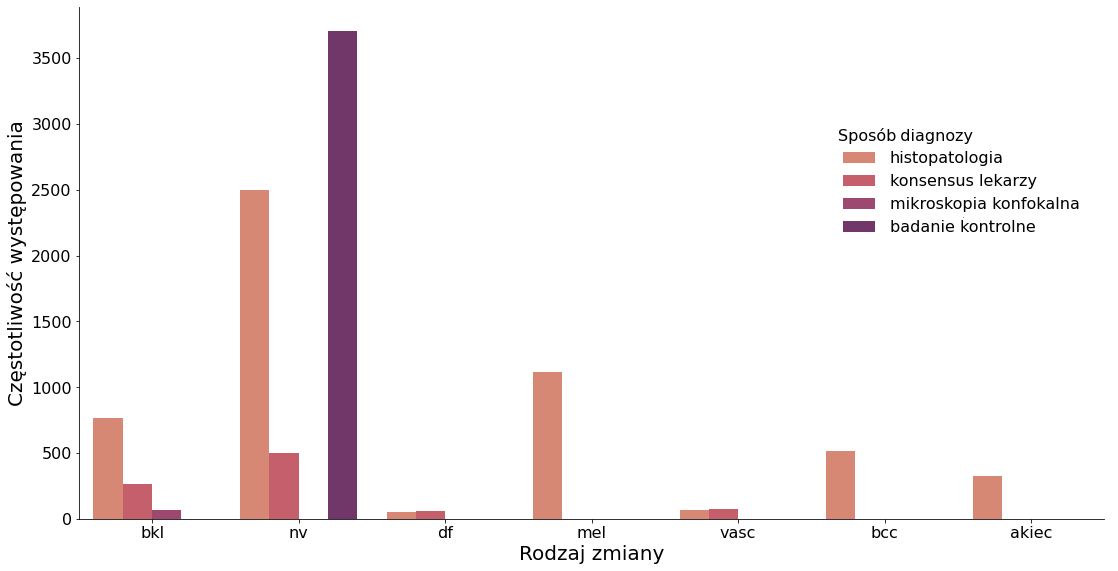 Częstotliwość występowania
3500
3000
2500
2000
1500
1000
500
0
Sposób diagnozy
histopatologia
konsensus lekarzy
mikroskopia konfokalna
badanie kontrolne
bkl nv df mel vasc bcc akiec
Rodzaj zmiany